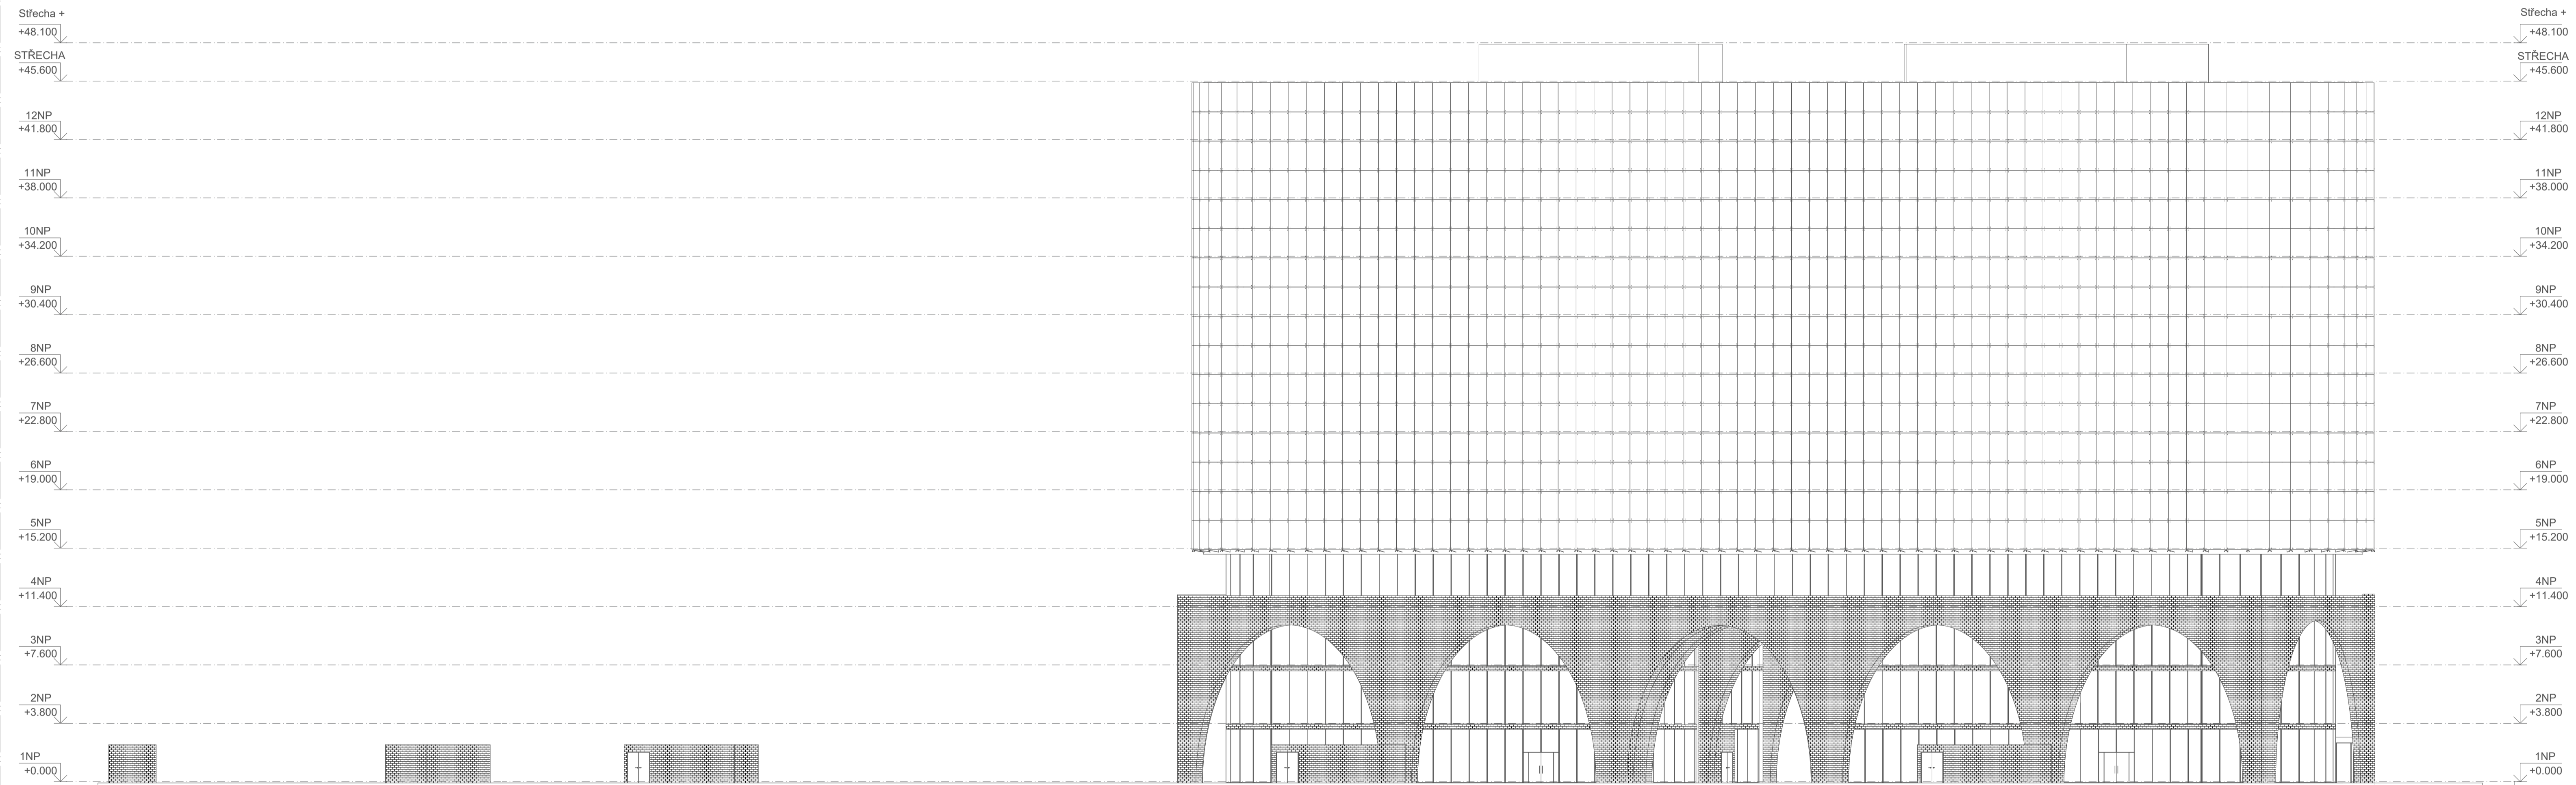 Střecha +
+48.100
STŘECHA
+45.600
12NP
+41.800
11NP
+38.000
10NP
+34.200
9NP
+30.400
8NP
+26.600
7NP
+22.800
6NP
+19.000
5NP
+15.200
4NP
+11.400
3NP
+7.600
2NP
+3.800
1NP
+0.000
Střecha +
+48.100
STŘECHA
+45.600
12NP
+41.800
11NP
+38.000
10NP
+34.200
9NP
+30.400
8NP
+26.600
7NP
+22.800
6NP
+19.000
5NP
+15.200
4NP
+11.400
3NP
+7.600
2NP
+3.800
1NP
+0.000